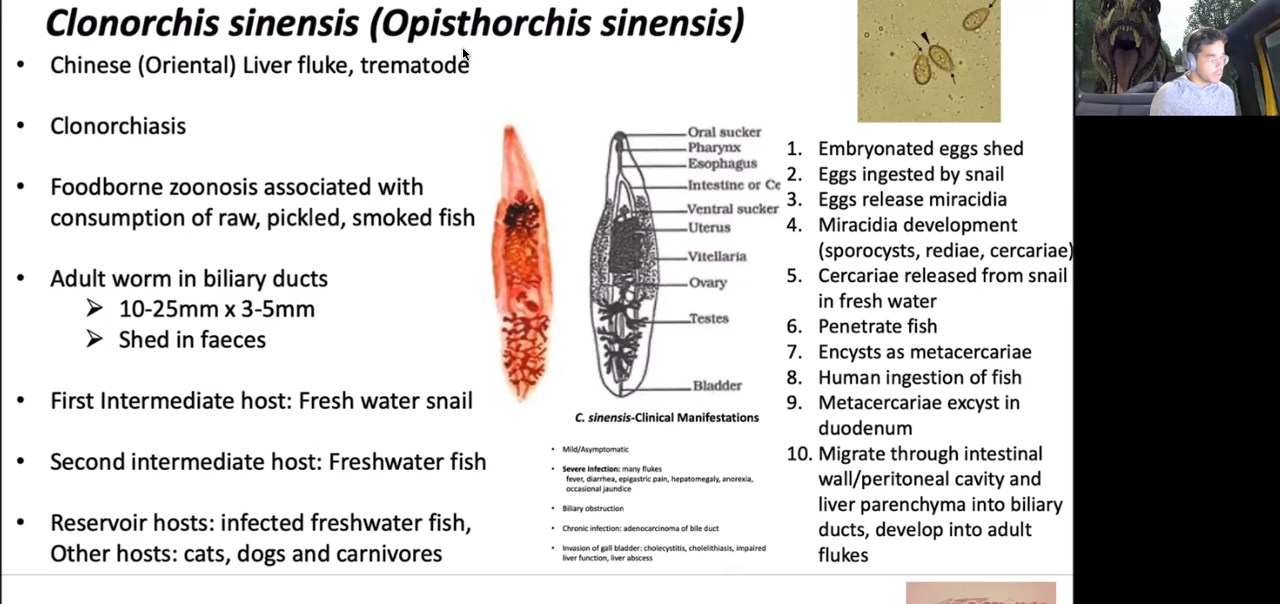 Clonorchis sinensis (Opisthorchis sinensis)
• Chinese (Oriental) Liver fluke, trematode
• Clonorchiasis
• Foodborne zoonosis associated with
consumption of raw, pickled, smoked fish
• Adult worm in biliary ducts
➢ 10-25mm x 3-5mm
➢ Shed in faeces
• First Intermediate host: Fresh water snail
• Second intermediate host: Freshwater fish
• Reservoir hosts: infected freshwater fish,
Other hosts: cats, dogs and carnivores
Oral sucker
Pharynx
Esophagus
Intestine or Ce
Ventral sucker
Uterus
Vitellaria
Ovary
Testes
Bladder
C. sinensis-Clinical Manifestations
• Mild/Asymptomatic
• Severe Infection: many flukes
fever, diarrhea, epigastric pain, hepatomegaly, anorexia,
occasional jaundice
• Biliary obstruction
• Chronic infection: adenocarcinoma of bile duct
• Invasion of gall bladder: cholecystitis, cholelithiasis, impaired
liver function, liver abscess
1. Embryonated eggs shed
2. Eggs ingested by snail
3. Eggs release miracidia
4. Miracidia development
(sporocysts, rediae, cercariae)
5. Cercariae released from snail
in fresh water
6. Penetrate fish
7. Encysts as metacercariae
8. Human ingestion of fish
9. Metacercariae excyst in
duodenum
10. Migrate through intestinal
wall/peritoneal cavity and
liver parenchyma into biliary
ducts, develop into adult
flukes